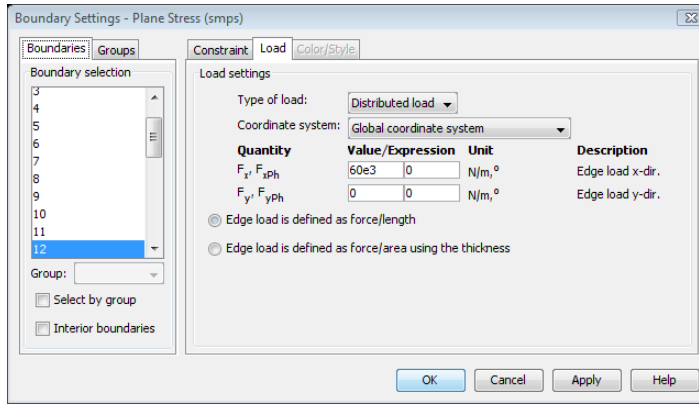 Boundary Settings - Plane Stress (smps)
Boundaries Groups
Boundary selection
3
4
5
6
7
8
9
10
11
12
Group:
Select by group
Interior boundaries
Constraint Load Color/Style
Load settings
Type of load: Distributed load
Coordinate system: Global coordinate system
Quantity Value/Expression Unit Description
Fx, FxPh 60e3 0 N/m,º Edge load x-dir.
Fy, FyPh 0 0 N/m,º Edge load y-dir.
Edge load is defined as force/length
Edge load is defined as force/area using the thickness
OK Cancel Apply Help